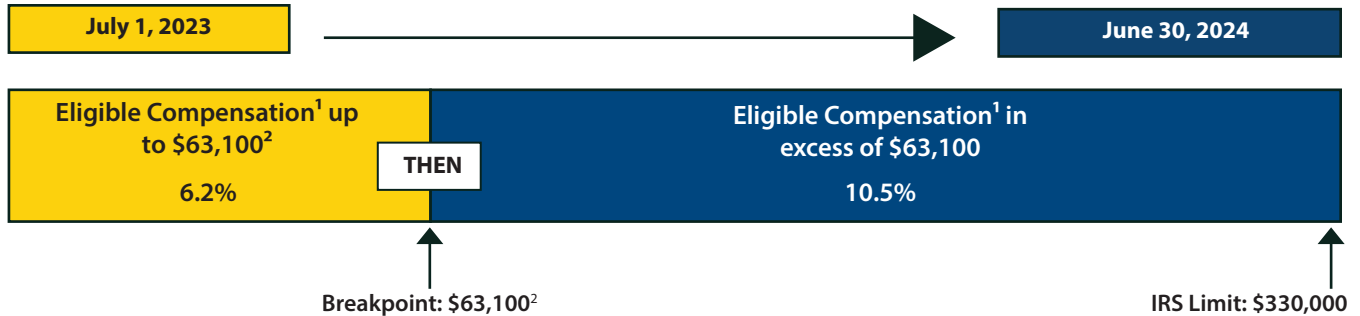 July 1, 2023
June 30, 2024
Eligible Compensation¹ up
to $63,100²
6.2%
THEN
Eligible Compensation¹ in
excess of $63,100
10.5%
Breakpoint: $63,100²
IRS Limit: $330,000